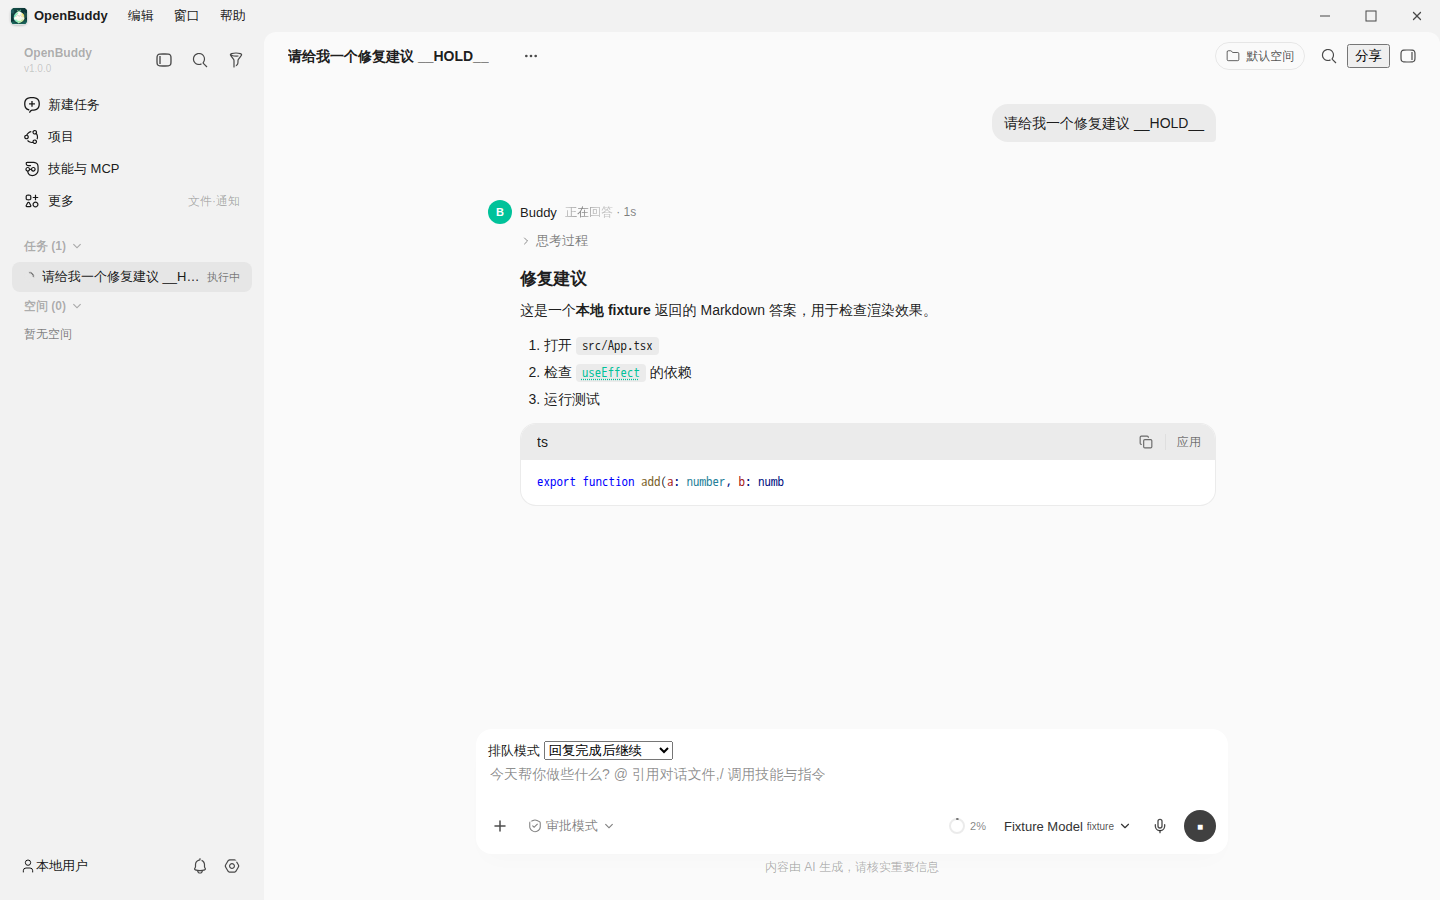 OpenBuddy 编辑 窗口 帮助
OpenBuddy
v1.0.0
新建任务
项目
技能与 MCP
更多 文件·通知
任务 (1)
请给我一个修复建议 __H… 执行中
空间 (0)
暂无空间
本地用户
请给我一个修复建议 __HOLD__
默认空间 分享
请给我一个修复建议 __HOLD__
B Buddy 正在回答 · 1s
思考过程
修复建议
这是一个本地 fixture 返回的 Markdown 答案，用于检查渲染效果。
1. 打开 src/App.tsx
2. 检查 useEffect 的依赖
3. 运行测试
ts 应用
export function add(a: number, b: numb
排队模式 回复完成后继续
今天帮你做些什么? @ 引用对话文件,/ 调用技能与指令
审批模式 2% Fixture Model fixture
内容由 AI 生成，请核实重要信息